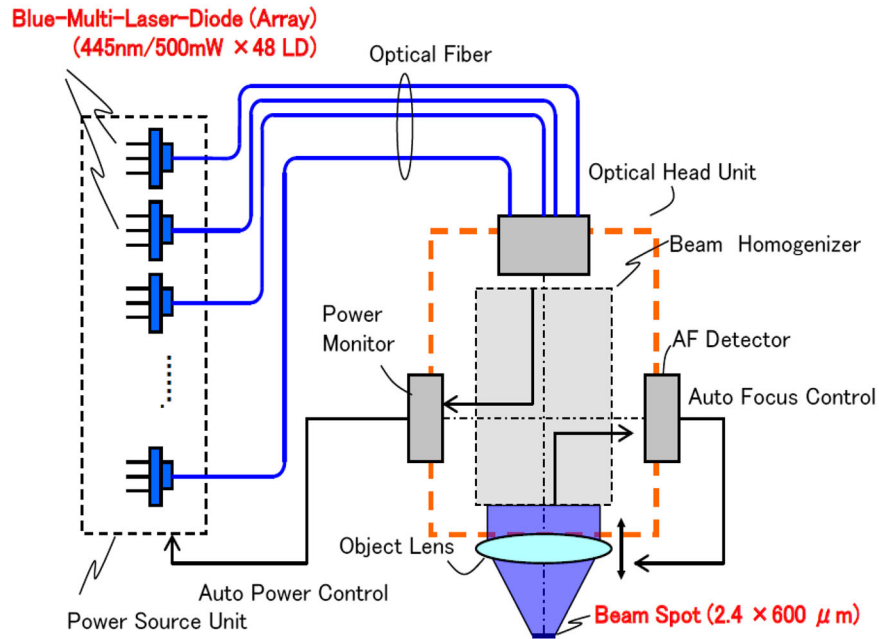 Blue-Multi-Laser-Diode (Array)
(445nm/500mW × 48 LD)
Optical Fiber
Optical Head Unit
Beam Homogenizer
Power
Monitor
AF Detector
Auto Focus Control
Object Lens
Auto Power Control
Power Source Unit
Beam Spot (2.4 × 600 μm)